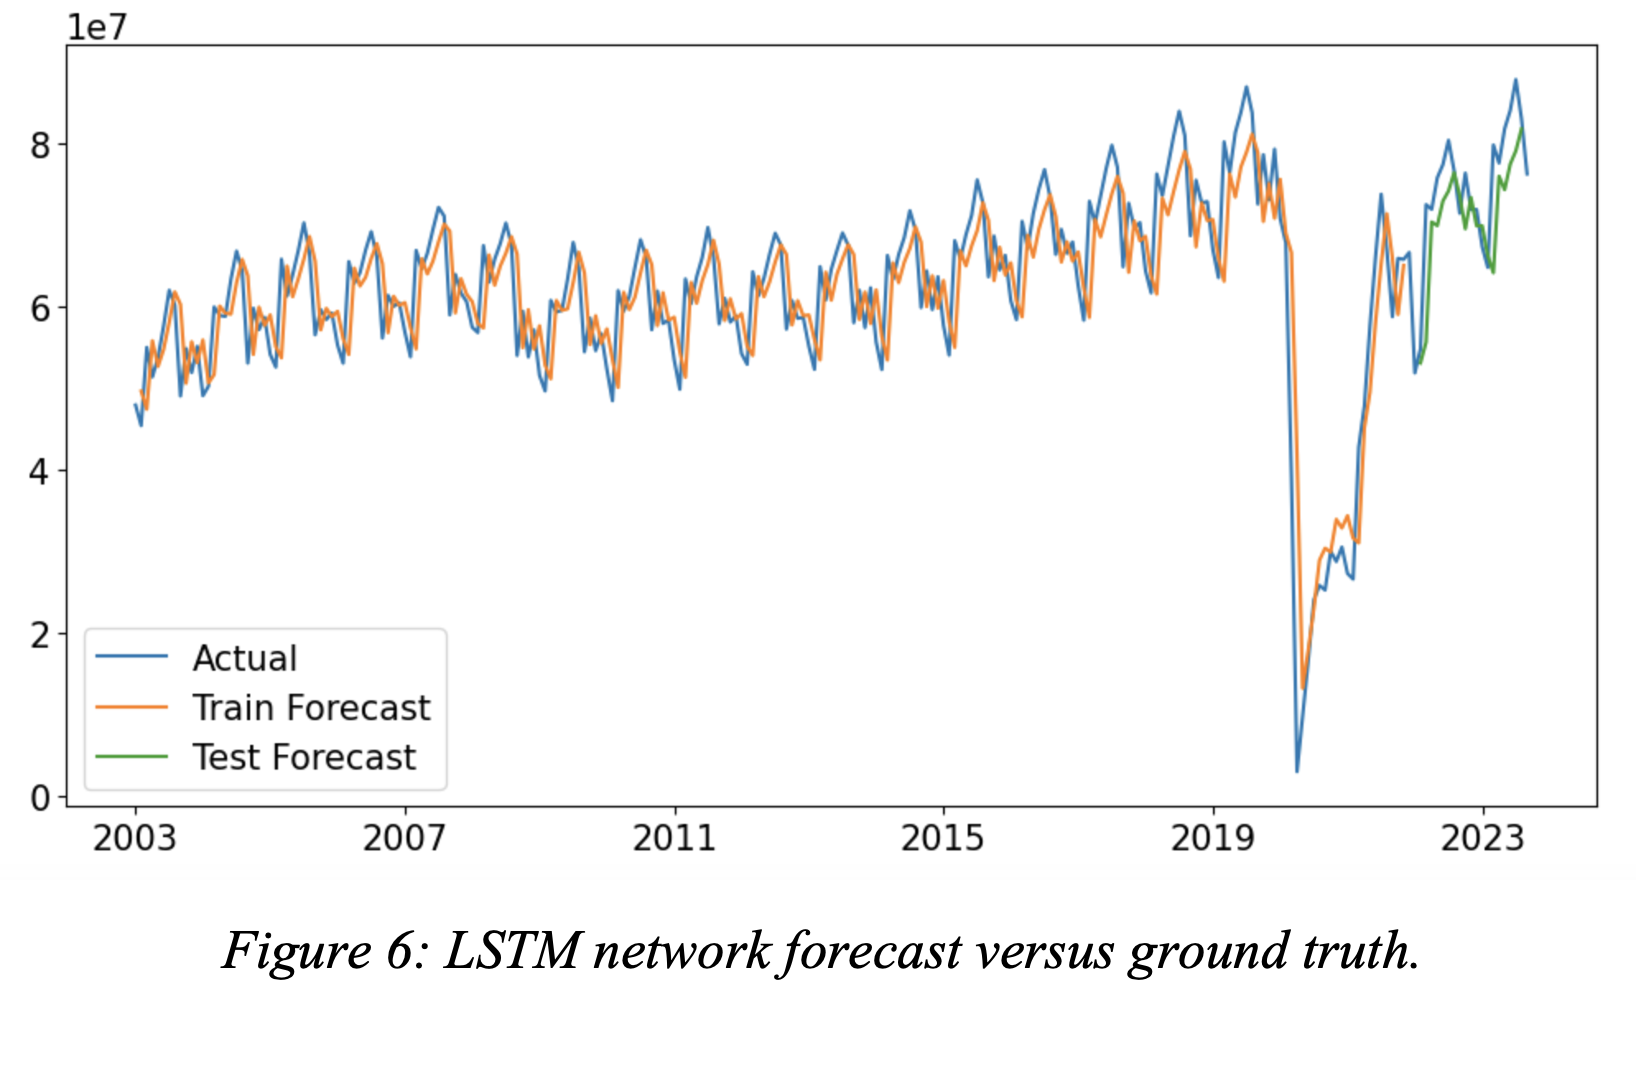 1e7
8
6
4
2
0
Actual
Train Forecast
Test Forecast
2003 2007 2011 2015 2019 2023
Figure 6: LSTM network forecast versus ground truth.